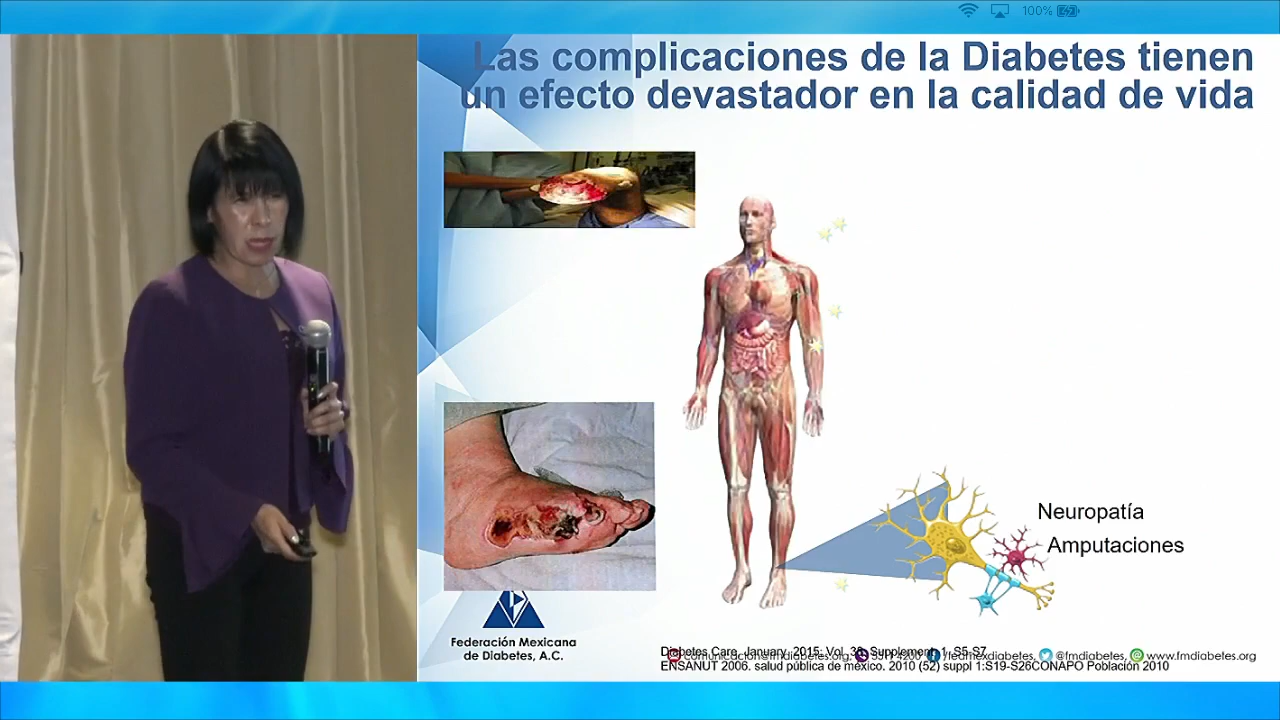 100%
Las complicaciones de la Diabetes tienen
un efecto devastador en la calidad de vida
Neuropatía
Amputaciones
Federación Mexicana
de Diabetes, A.C.
Diabetes Care, January, 2015; Vol. 38, Supplement 1, S5-S7
@fmdiabetes, www.fmdiabetes.org
ENSANUT 2006. salud pública de méxico. 2010 (52) suppl 1:S19-S26CONAPO Población 2010